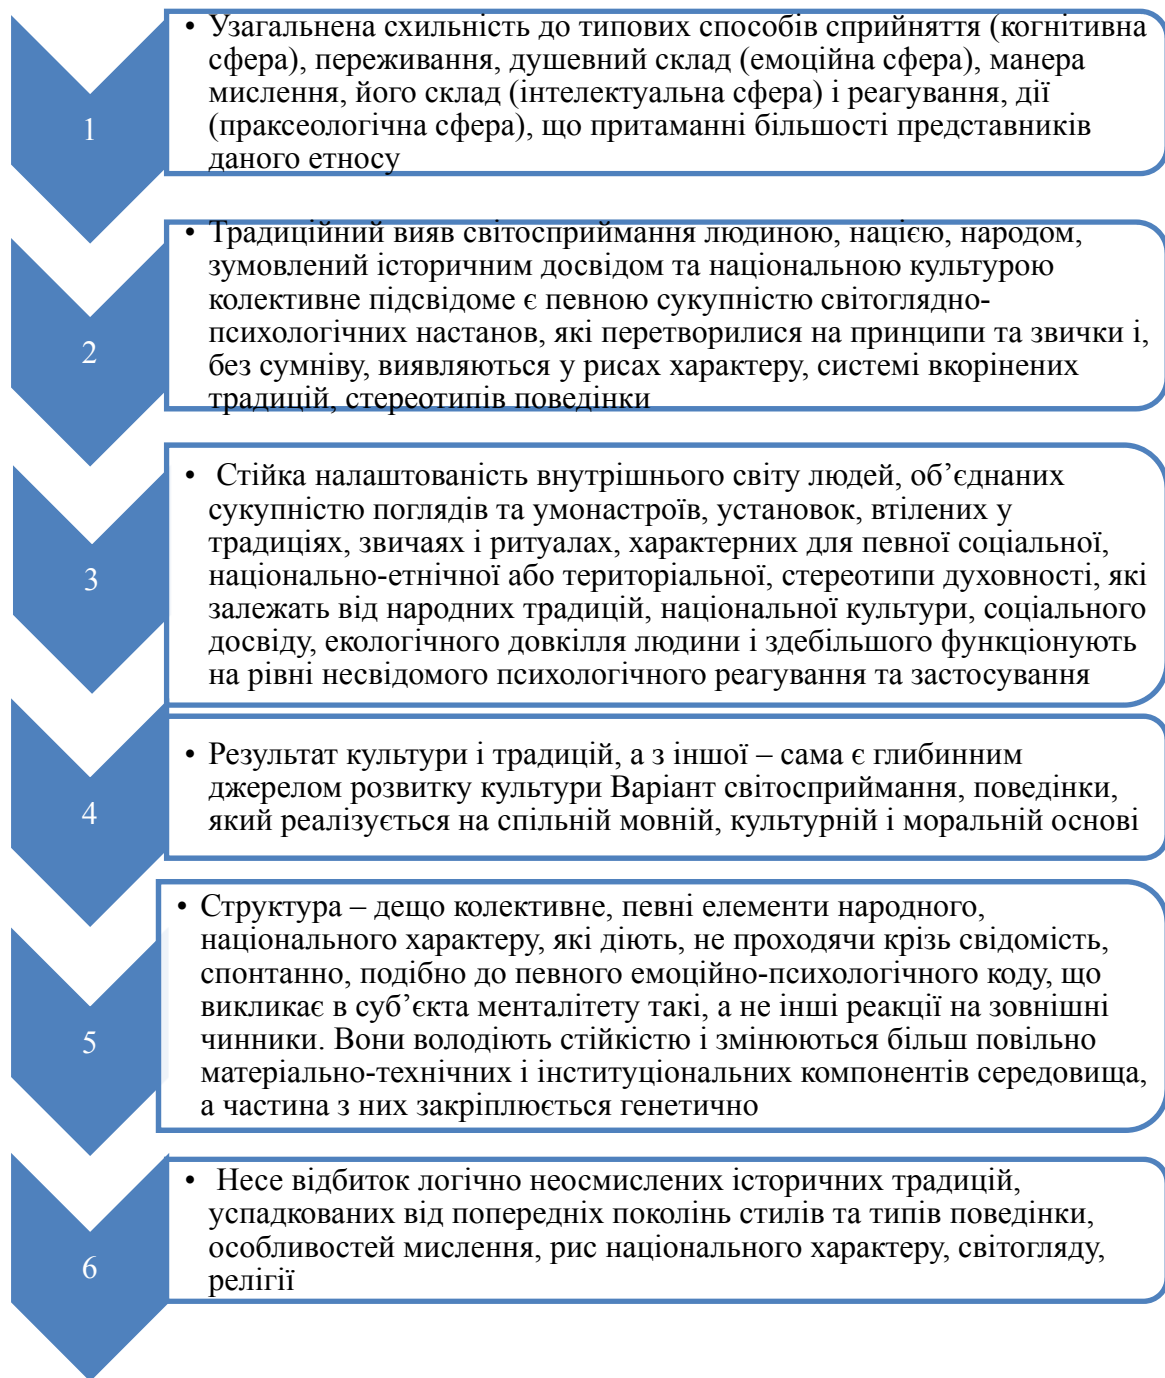 1
• Узагальнена схильність до типових способів сприйняття (когнітивна
сфера), переживання, душевний склад (емоційна сфера), манера
мислення, його склад (інтелектуальна сфера) і реагування, дії
(праксеологічна сфера), що притаманні більшості представників
даного етносу
2
• Традиційний вияв світосприймання людиною, нацією, народом,
зумовлений історичним досвідом та національною культурою
колективне підсвідоме є певною сукупністю світоглядно-
психологічних настанов, які перетворилися на принципи та звички і,
без сумніву, виявляються у рисах характеру, системі вкорінених
традицій, стереотипів поведінки
3
• Стійка налаштованість внутрішнього світу людей, об’єднаних
сукупністю поглядів та умонастроїв, установок, втілених у
традиціях, звичаях і ритуалах, характерних для певної соціальної,
національно-етнічної або територіальної, стереотипи духовності, які
залежать від народних традицій, національної культури, соціального
досвіду, екологічного довкілля людини і здебільшого функціонують
на рівні несвідомого психологічного реагування та застосування
4
• Результат культури і традицій, а з іншої – сама є глибинним
джерелом розвитку культури Варіант світосприймання, поведінки,
який реалізується на спільній мовній, культурній і моральній основі
5
• Структура – дещо колективне, певні елементи народного,
національного характеру, які діють, не проходячи крізь свідомість,
спонтанно, подібно до певного емоційно-психологічного коду, що
викликає в суб’єкта менталітету такі, а не інші реакції на зовнішні
чинники. Вони володіють стійкістю і змінюються більш повільно
матеріально-технічних і інституціональних компонентів середовища,
а частина з них закріплюється генетично
6
• Несе відбиток логічно неосмислених історичних традицій,
успадкованих від попередніх поколінь стилів та типів поведінки,
особливостей мислення, рис національного характеру, світогляду,
релігії